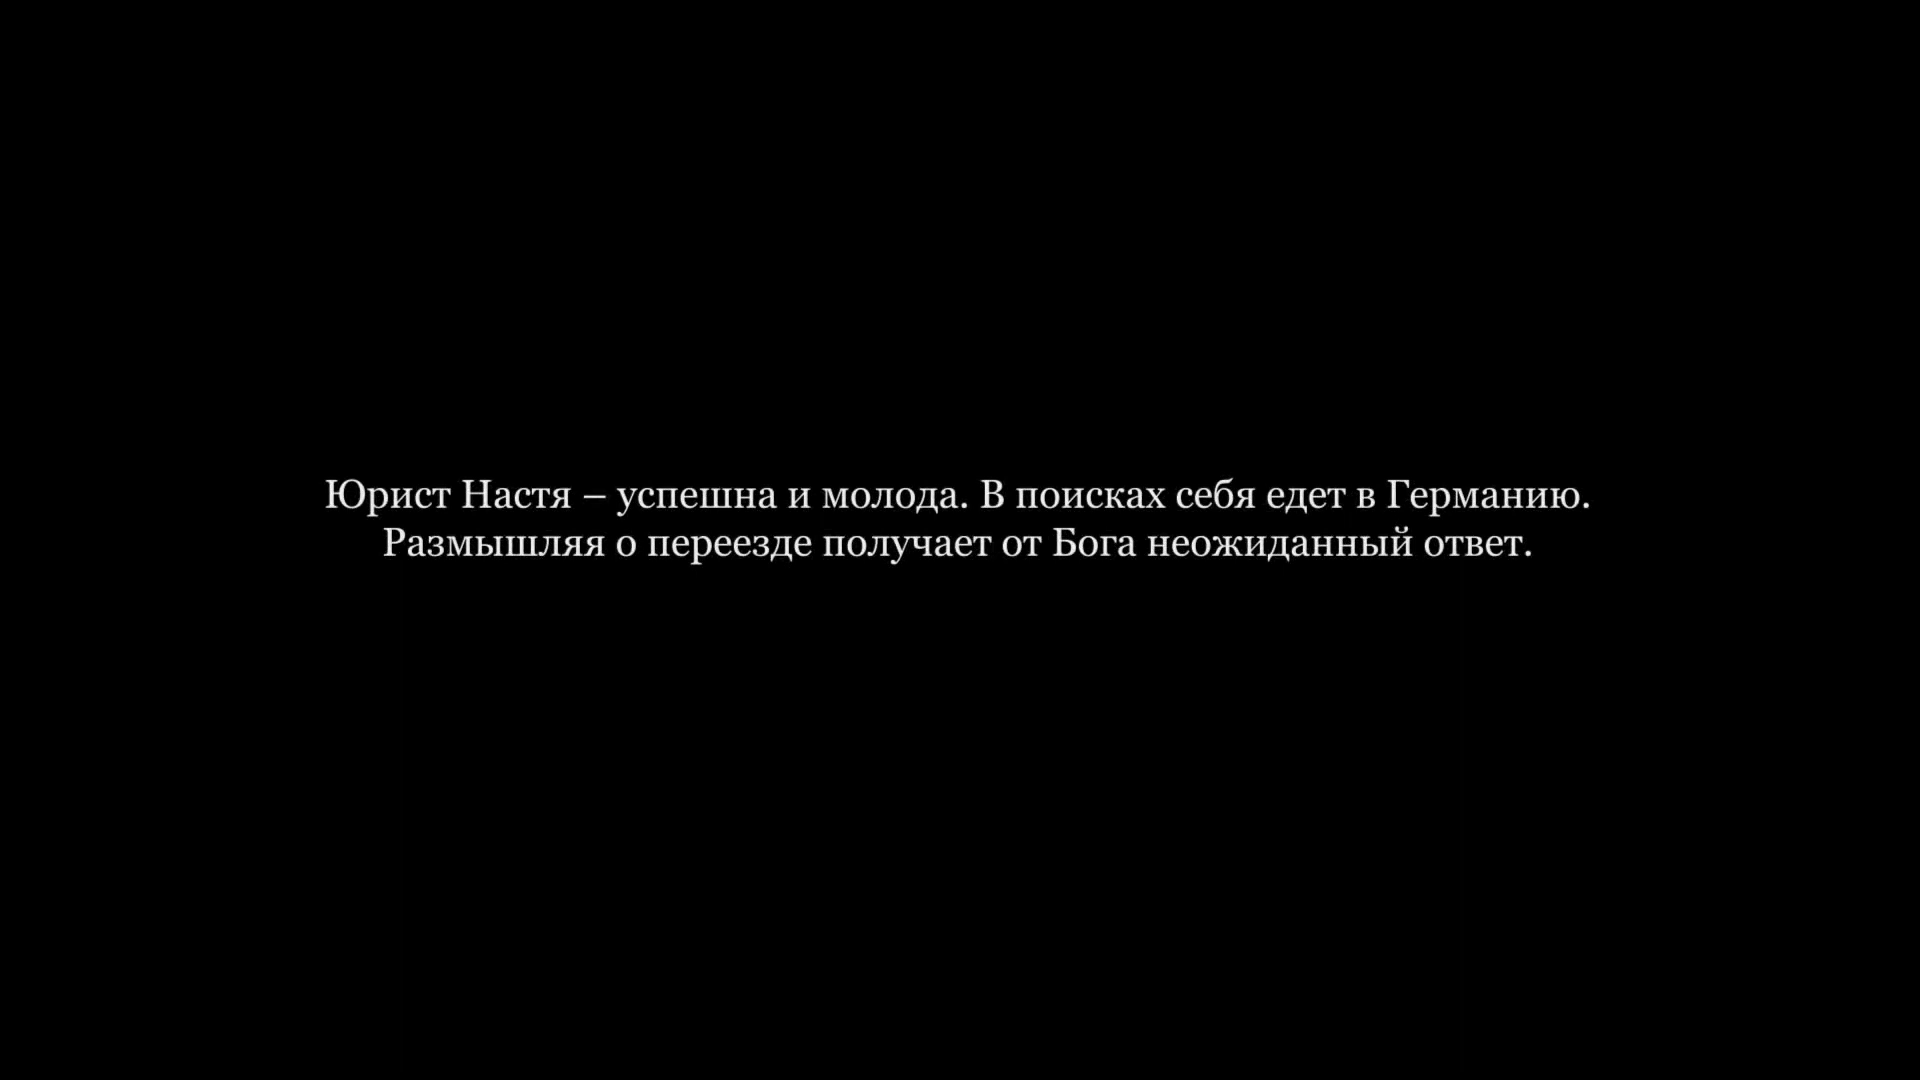 Юрист Настя – успешна и молода. В поисках себя едет в Германию.
Размышляя о переезде получает от Бога неожиданный ответ.